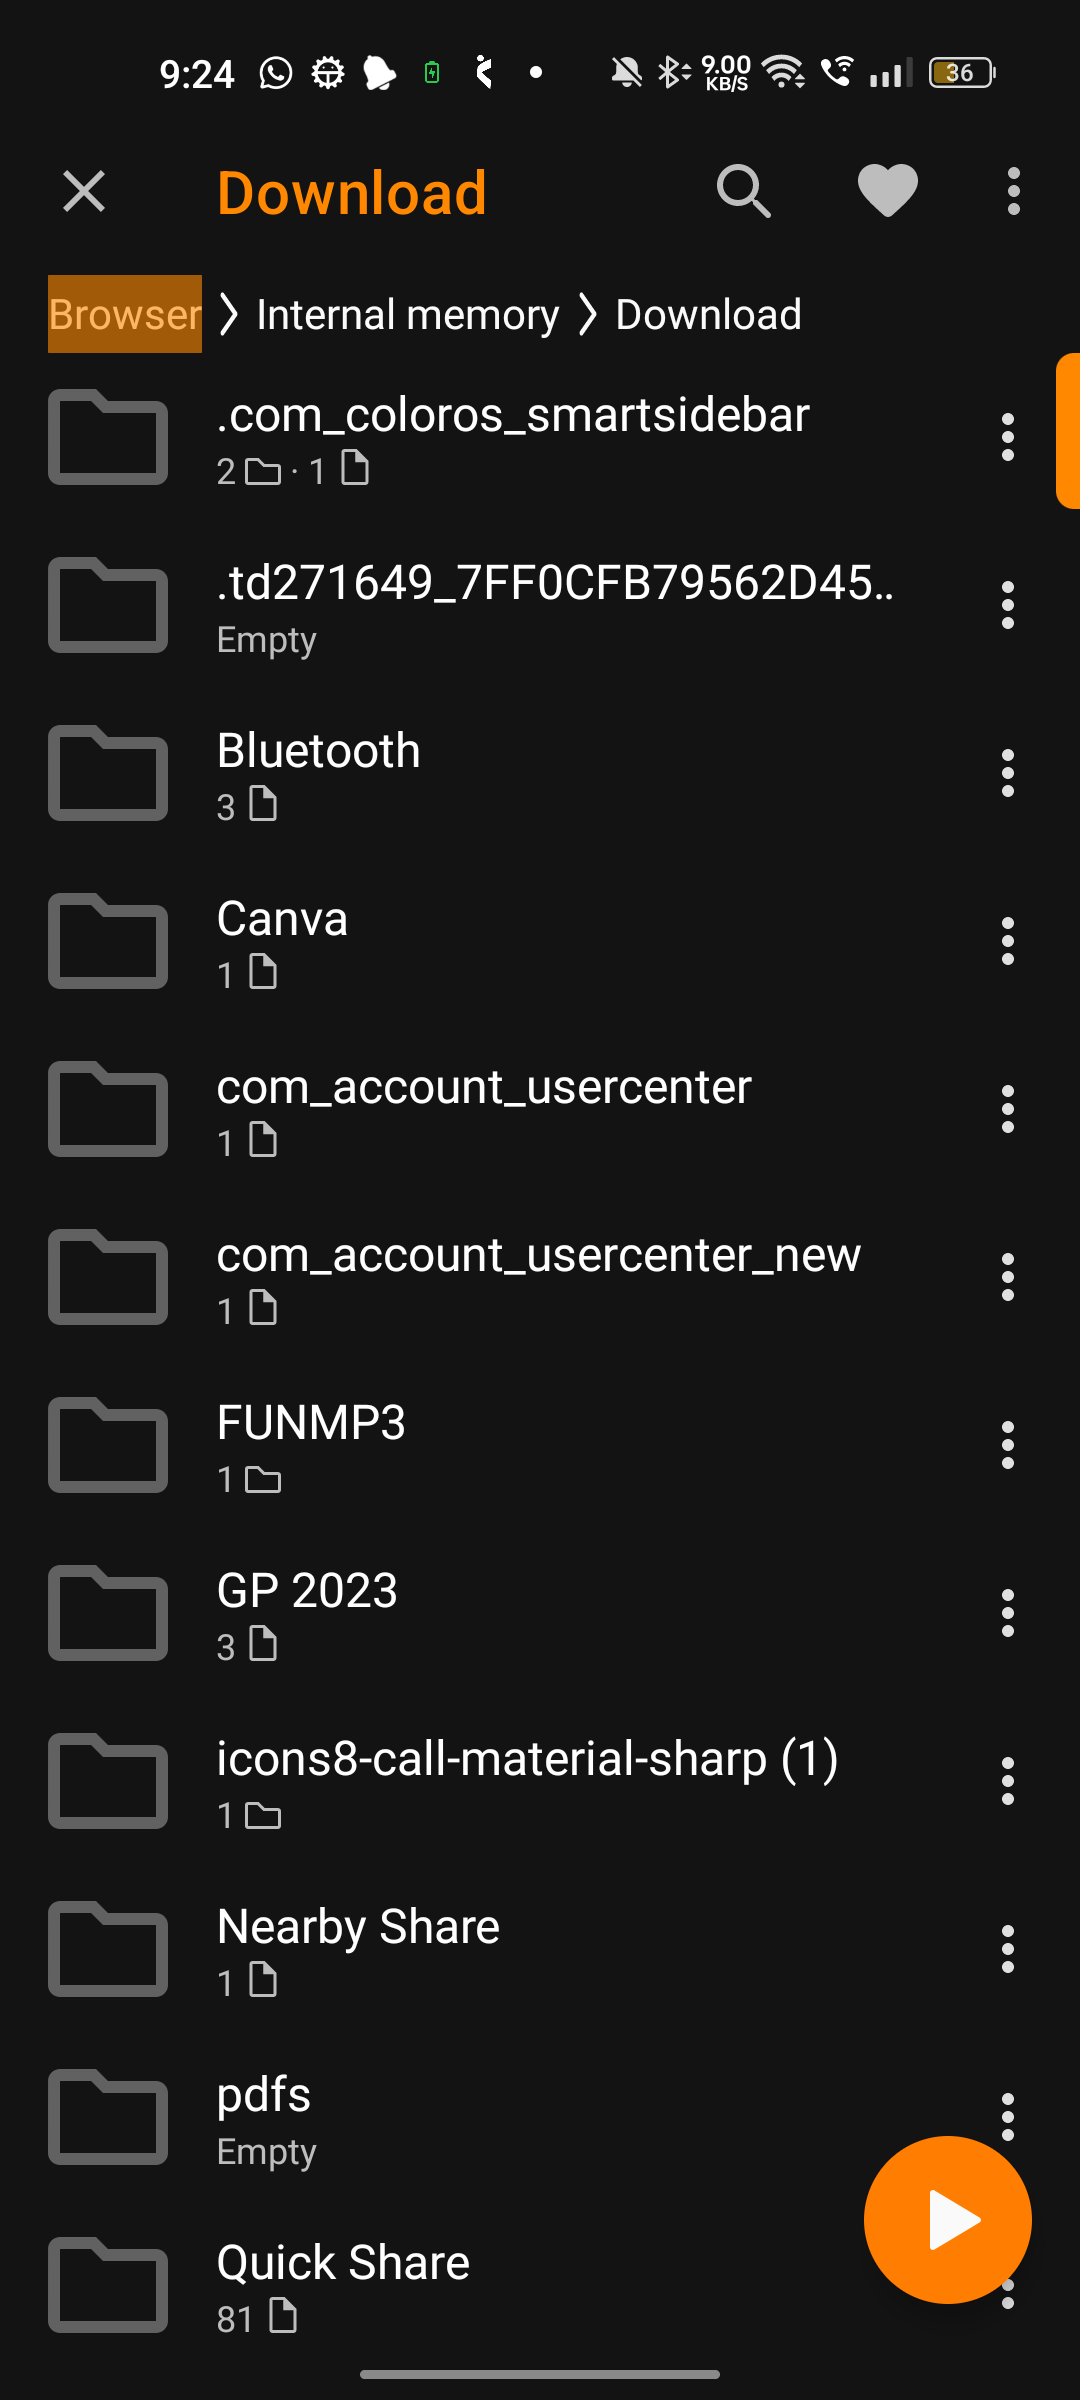 9:24 9.00 KB/S 36
Download
Browser Internal memory Download
.com_coloros_smartsidebar
2 · 1
.td271649_7FF0CFB79562D45..
Empty
Bluetooth
3
Canva
1
com_account_usercenter
1
com_account_usercenter_new
1
FUNMP3
1
GP 2023
3
icons8-call-material-sharp (1)
1
Nearby Share
1
pdfs
Empty
Quick Share
81